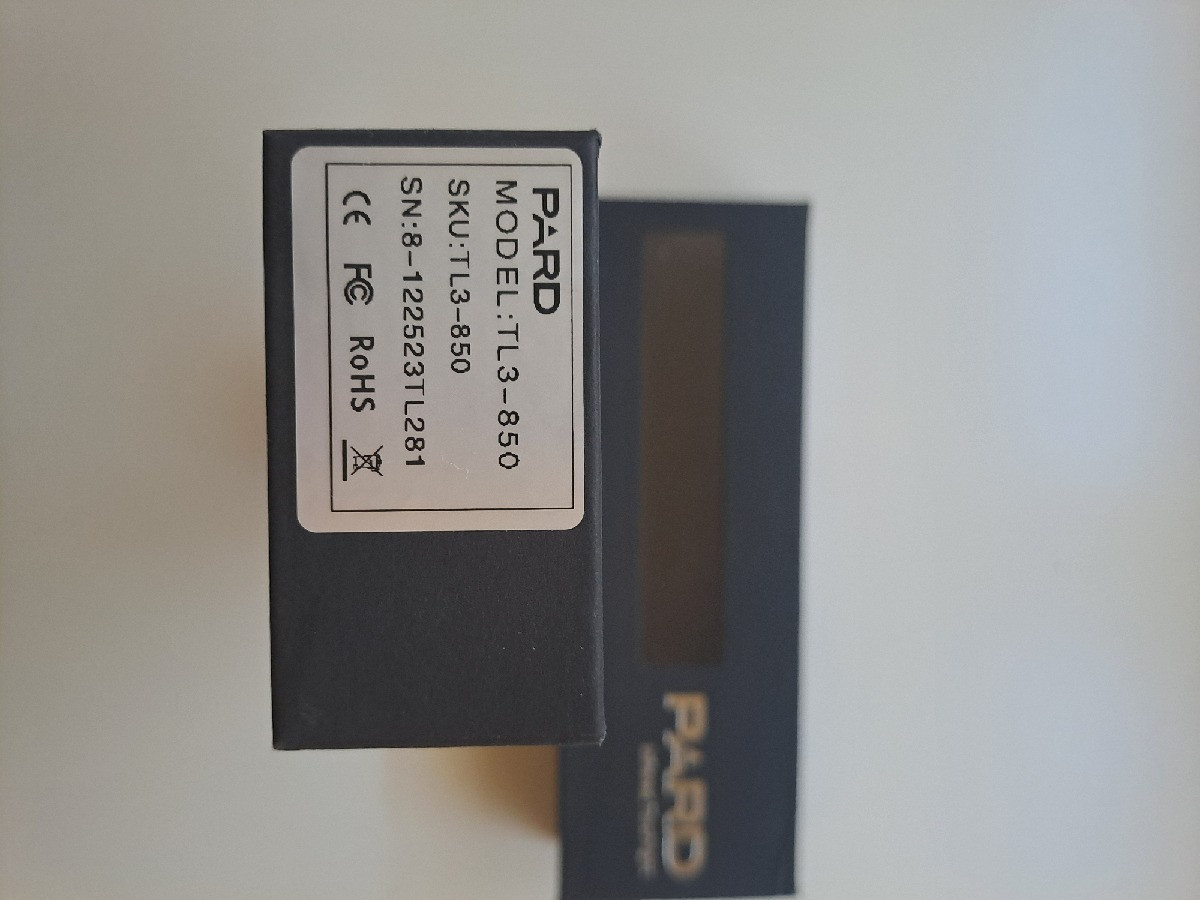 PARD
MODEL:TL3-850
SKU:TL3-850
SN:8-122523TL281
CE FC RoHS
PARD